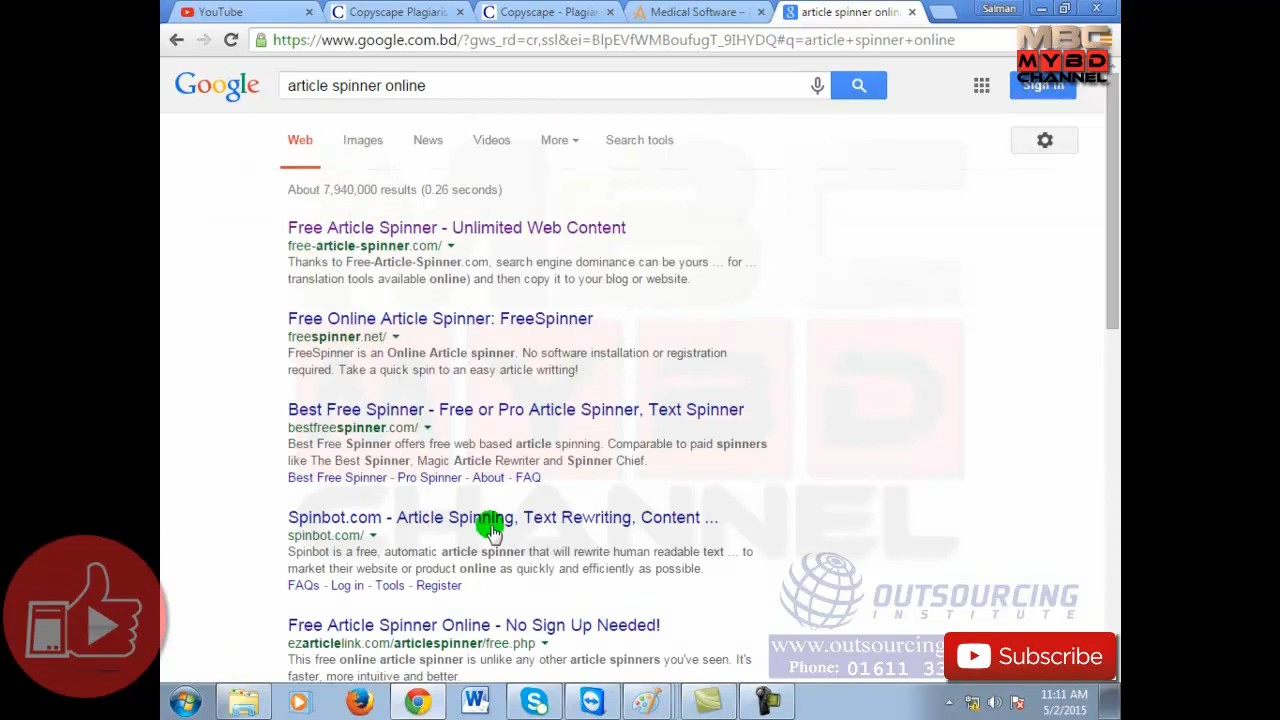 YouTube
Copyscape Plagiaris
Copyscape - Plagia
Medical Software –
article spinner onlin
Salman
https://www.google.com.bd/?gws_rd=cr,ssl&ei=BlpEVfWMBoufugT_9IHYDQ#q=article+spinner+online
MBC
MYBD
CHANNEL
Google
article spinner online
Sign in
Web
Images
News
Videos
More
Search tools
About 7,940,000 results (0.26 seconds)
Free Article Spinner - Unlimited Web Content
free-article-spinner.com/
Thanks to Free-Article-Spinner.com, search engine dominance can be yours ... for ...
translation tools available online) and then copy it to your blog or website.
Free Online Article Spinner: FreeSpinner
freespinner.net/
FreeSpinner is an Online Article spinner. No software installation or registration
required. Take a quick spin to an easy article writting!
Best Free Spinner - Free or Pro Article Spinner, Text Spinner
bestfreespinner.com/
Best Free Spinner offers free web based article spinning. Comparable to paid spinners
like The Best Spinner, Magic Article Rewriter and Spinner Chief.
Best Free Spinner - Pro Spinner - About - FAQ
Spinbot.com - Article Spinning, Text Rewriting, Content ...
spinbot.com/
Spinbot is a free, automatic article spinner that will rewrite human readable text ... to
market their website or product online as quickly and efficiently as possible.
FAQs - Log in - Tools - Register
Free Article Spinner Online - No Sign Up Needed!
ezarticlelink.com/articlespinner/free.php
This free online article spinner is unlike any other article spinners you've seen. It's
faster, more intuitive and better.
MBC
MYBD
CHANNEL
OUTSOURCING
INSTITUTE
www.outsourcing
Phone: 01611 33
Subscribe
11:11 AM
5/2/2015